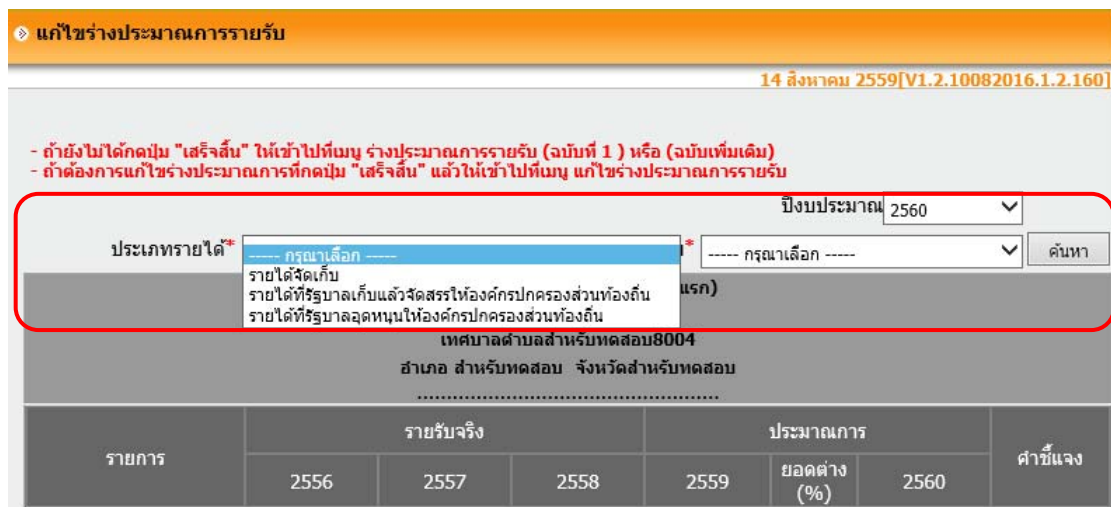 แก้ไขร่างประมาณการรายรับ
14 สิงหาคม 2559[V1.2.10082016.1.2.160]
- ถ้ายังไม่ได้กดปุ่ม "เสร็จสิ้น" ให้เข้าไปที่เมนู ร่างประมาณการรายรับ (ฉบับที่ 1 ) หรือ (ฉบับเพิ่มเติม)
- ถ้าต้องการแก้ไขร่างประมาณการที่กดปุ่ม "เสร็จสิ้น" แล้วให้เข้าไปที่เมนู แก้ไขร่างประมาณการรายรับ
ปีงบประมาณ 2560
ประเภทรายได้* ----- กรุณาเลือก ----- * ----- กรุณาเลือก ----- ค้นหา
รายได้จัดเก็บ
รายได้ที่รัฐบาลเก็บแล้วจัดสรรให้องค์กรปกครองส่วนท้องถิ่น แรก)
รายได้ที่รัฐบาลอุดหนุนให้องค์กรปกครองส่วนท้องถิ่น
เทศบาลตำบลสำหรับทดสอบ8004
อำเภอ สำหรับทดสอบ จังหวัดสำหรับทดสอบ
..................................................
รายการ รายรับจริง ประมาณการ คำชี้แจง
2556 2557 2558 2559 ยอดต่าง (%) 2560